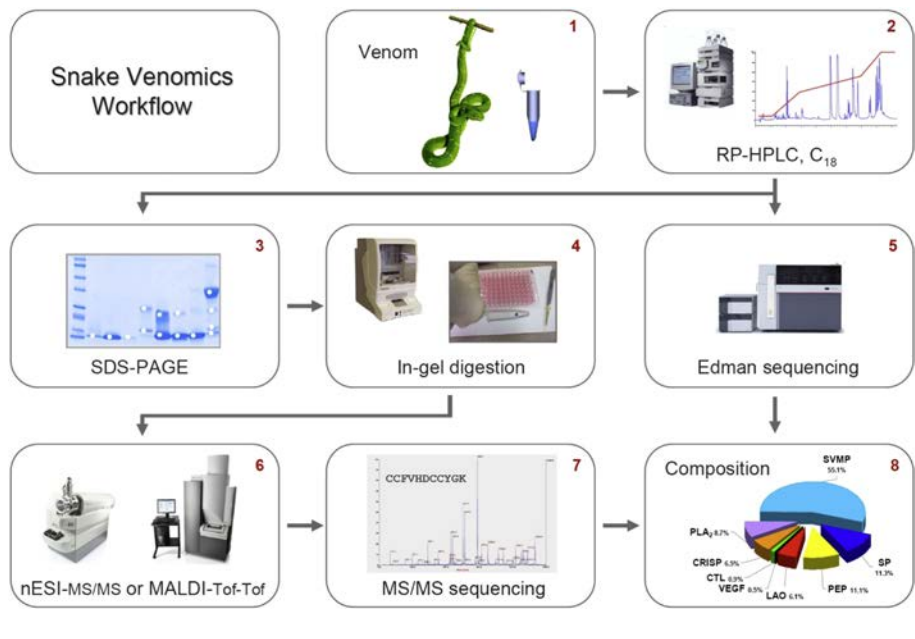 Snake Venomics
Workflow
1
Venom
2
RP-HPLC, C18
3
SDS-PAGE
4
In-gel digestion
5
Edman sequencing
6
nESI-MS/MS or MALDI-Tof-Tof
7
CCFVHDCCYGK
MS/MS sequencing
8
Composition
SVMP
55.1%
PLA2 8.7%
CRISP 6.5%
CTL 0.9%
VEGF 0.5%
LAO 6.1%
PEP 11.1%
SP
11.3%